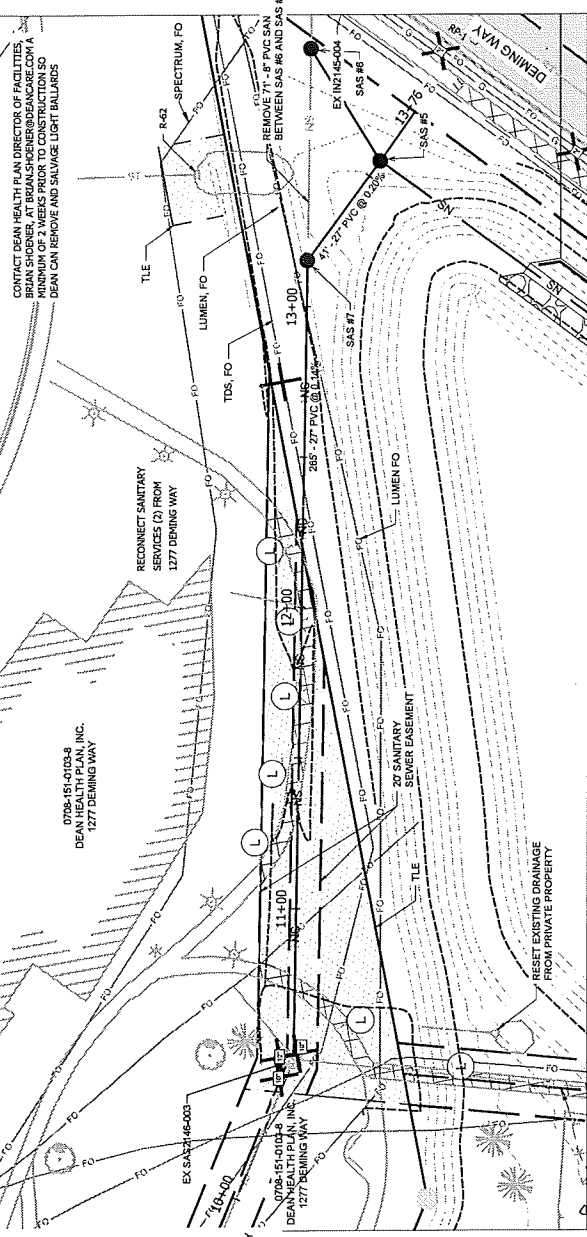 CONTACT DEAN HEALTH PLAN DIRECTOR OF FACILITIES,
BRIAN SHOENER, AT BRIAN.SHOENER@DEANCARE.COM A
MINIMUM OF 2 WEEKS PRIOR TO CONSTRUCTION SO
DEAN CAN REMOVE AND SALVAGE LIGHT BALLARDS
SPECTRUM, FO
R-62
TLE
LUMEN, FO
TDS, FO
REMOVE 71' - 8" PVC SAN
BETWEEN SAS #6 AND SAS #
EX IN2145-004
SAS #6
DEMING WAY
13+76
SAS #5
41' -27" PVC @ 0.20%
SAS #7
13+00
265' - 27" PVC @ 0.14%
LUMEN FO
RECONNECT SANITARY
SERVICES (2) FROM
1277 DEMING WAY
12+00
0708-151-0103-8
DEAN HEALTH PLAN, INC.
1277 DEMING WAY
20' SANITARY
SEWER EASEMENT
TLE
11+00
RESET EXISTING DRAINAGE
FROM PRIVATE PROPERTY
EX SAS2146-003
0708-151-0103-8
DEAN HEALTH PLAN, INC.
1277 DEMING WAY
10+00
FO
NS
ST
L
G